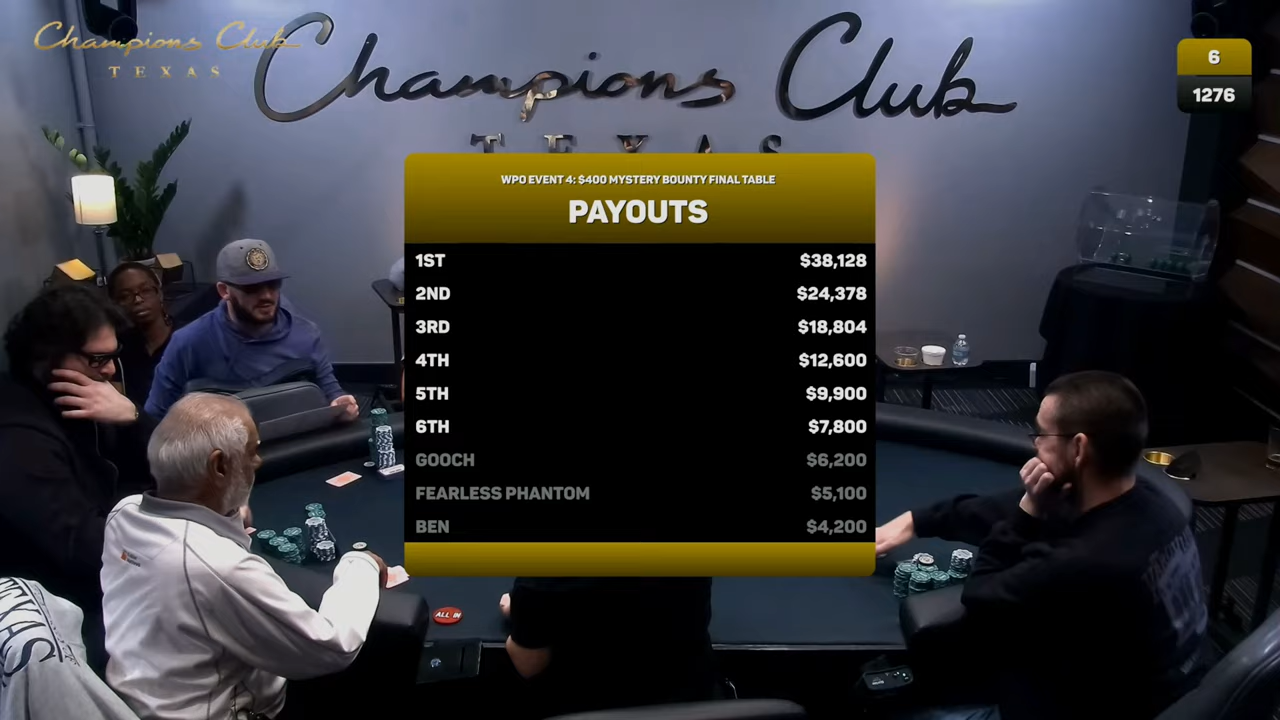 Champions Club
TEXAS
Champions Club
TEXAS
6
1276
WPO EVENT 4: $400 MYSTERY BOUNTY FINAL TABLE
PAYOUTS
1ST $38,128
2ND $24,378
3RD $18,804
4TH $12,600
5TH $9,900
6TH $7,800
GOOCH $6,200
FEARLESS PHANTOM $5,100
BEN $4,200
ALL IN
TEXAS